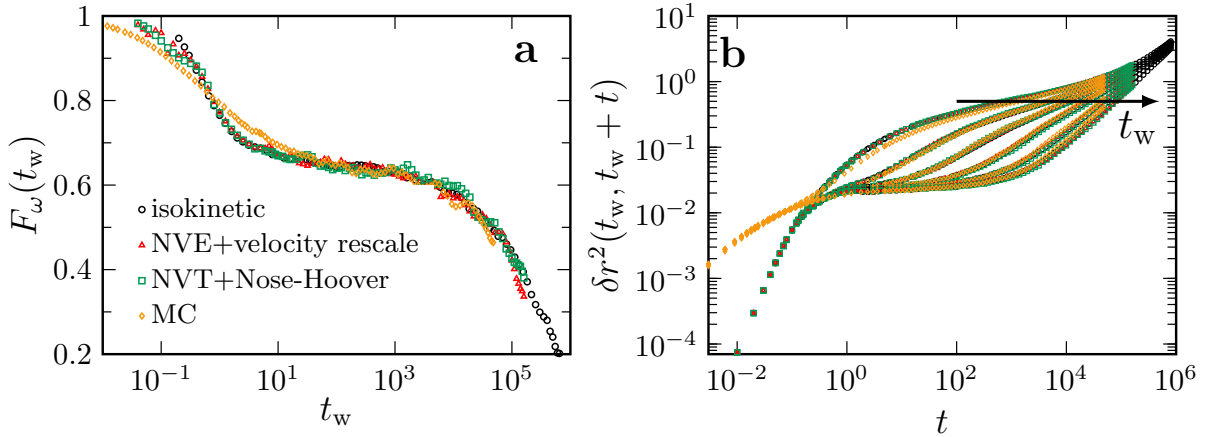 a
1
0.8
0.6
0.4
0.2
F_ω(t_w)
isokinetic
NVE+velocity rescale
NVT+Nose-Hoover
MC
10^−1
10^1
10^3
10^5
t_w
b
10^1
10^0
10^−1
10^−2
10^−3
10^−4
δr^2(t_w, t_w + t)
t_w
10^−2
10^0
10^2
10^4
10^6
t